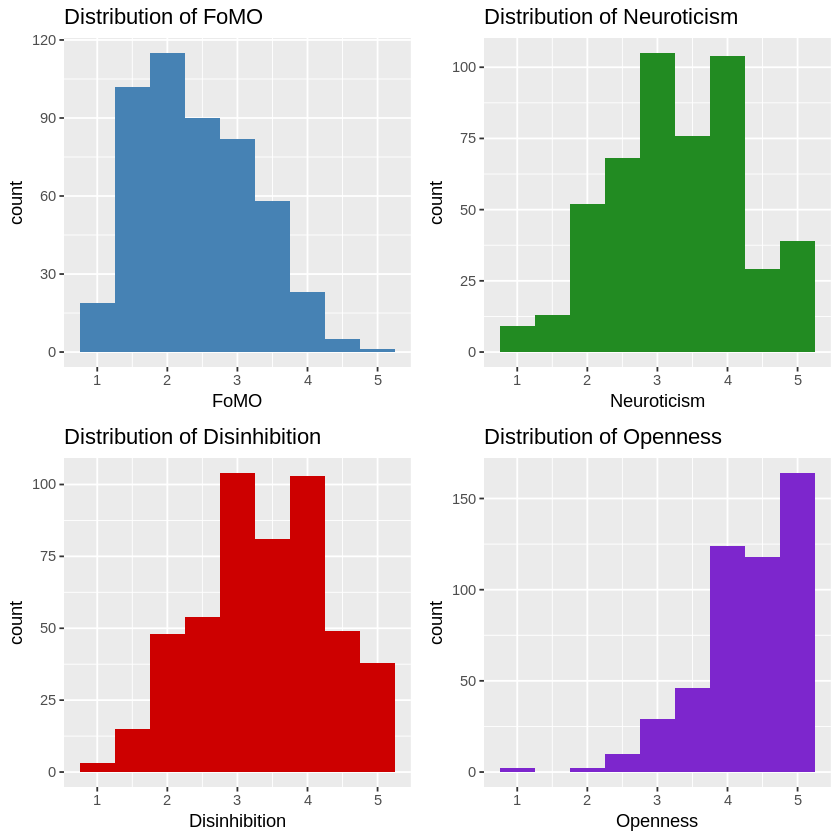 Distribution of FoMO
120
90
60
30
0
count
1 2 3 4 5
FoMO
Distribution of Neuroticism
100
75
50
25
0
count
1 2 3 4 5
Neuroticism
Distribution of Disinhibition
100
75
50
25
0
count
1 2 3 4 5
Disinhibition
Distribution of Openness
150
100
50
0
count
1 2 3 4 5
Openness